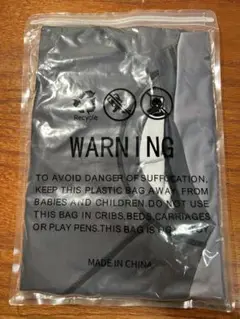 Recycle
WARNING
TO AVOID DANGER OF SUFFOCATION,
KEEP THIS PLASTIC BAG AWAY FROM
BABIES AND CHILDREN.DO NOT USE
THIS BAG IN CRIBS,BEDS,CARRIAGES
OR PLAY PENS.THIS BAG IS
MADE IN CHINA